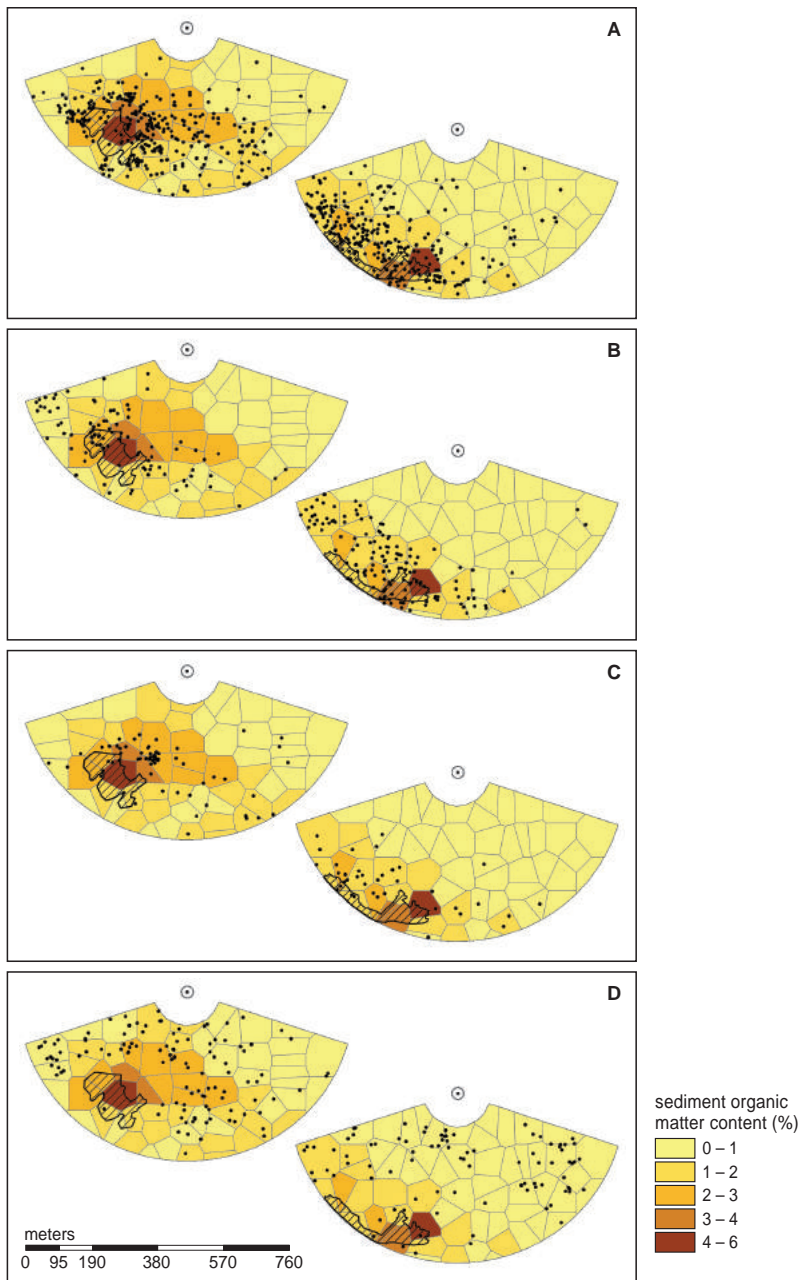 A
B
C
D
meters
0 95 190 380 570 760
sediment organic
matter content (%)
0 – 1
1 – 2
2 – 3
3 – 4
4 – 6